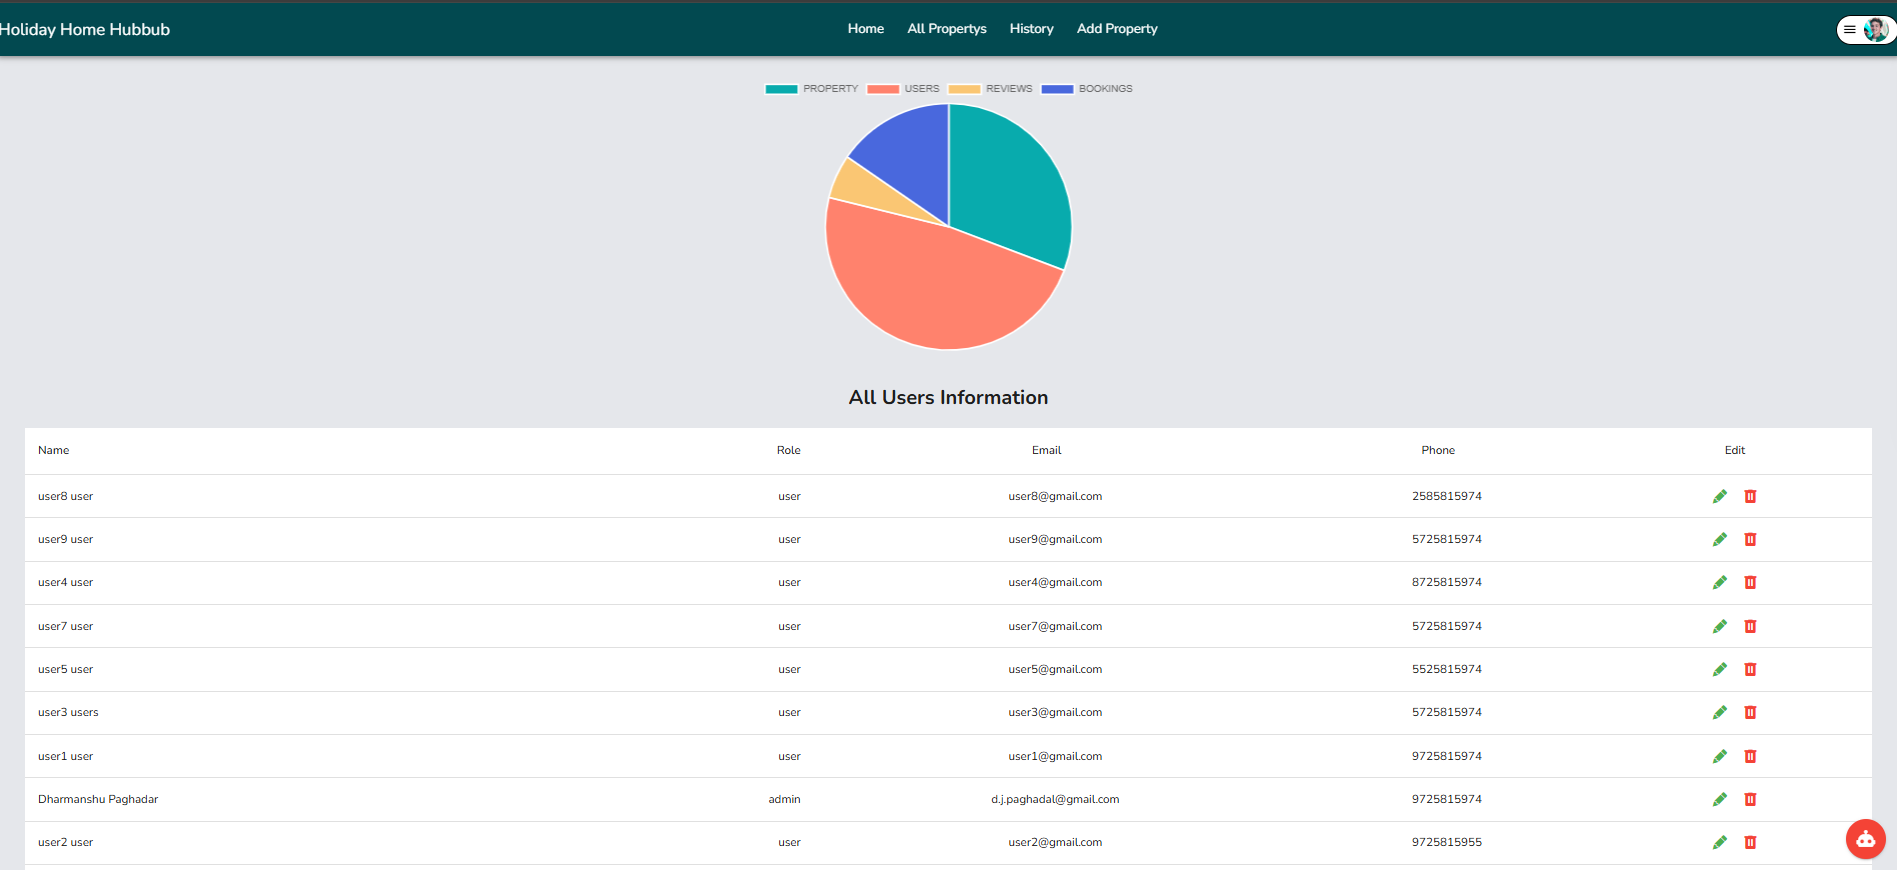 Holiday Home Hubbub Home All Propertys History Add Property
PROPERTY USERS REVIEWS BOOKINGS
All Users Information
Name Role Email Phone Edit
user8 user user user8@gmail.com 2585815974
user9 user user user9@gmail.com 5725815974
user4 user user user4@gmail.com 8725815974
user7 user user user7@gmail.com 5725815974
user5 user user user5@gmail.com 5525815974
user3 users user user3@gmail.com 5725815974
user1 user user user1@gmail.com 9725815974
Dharmanshu Paghadar admin d.j.paghadal@gmail.com 9725815974
user2 user user user2@gmail.com 9725815955